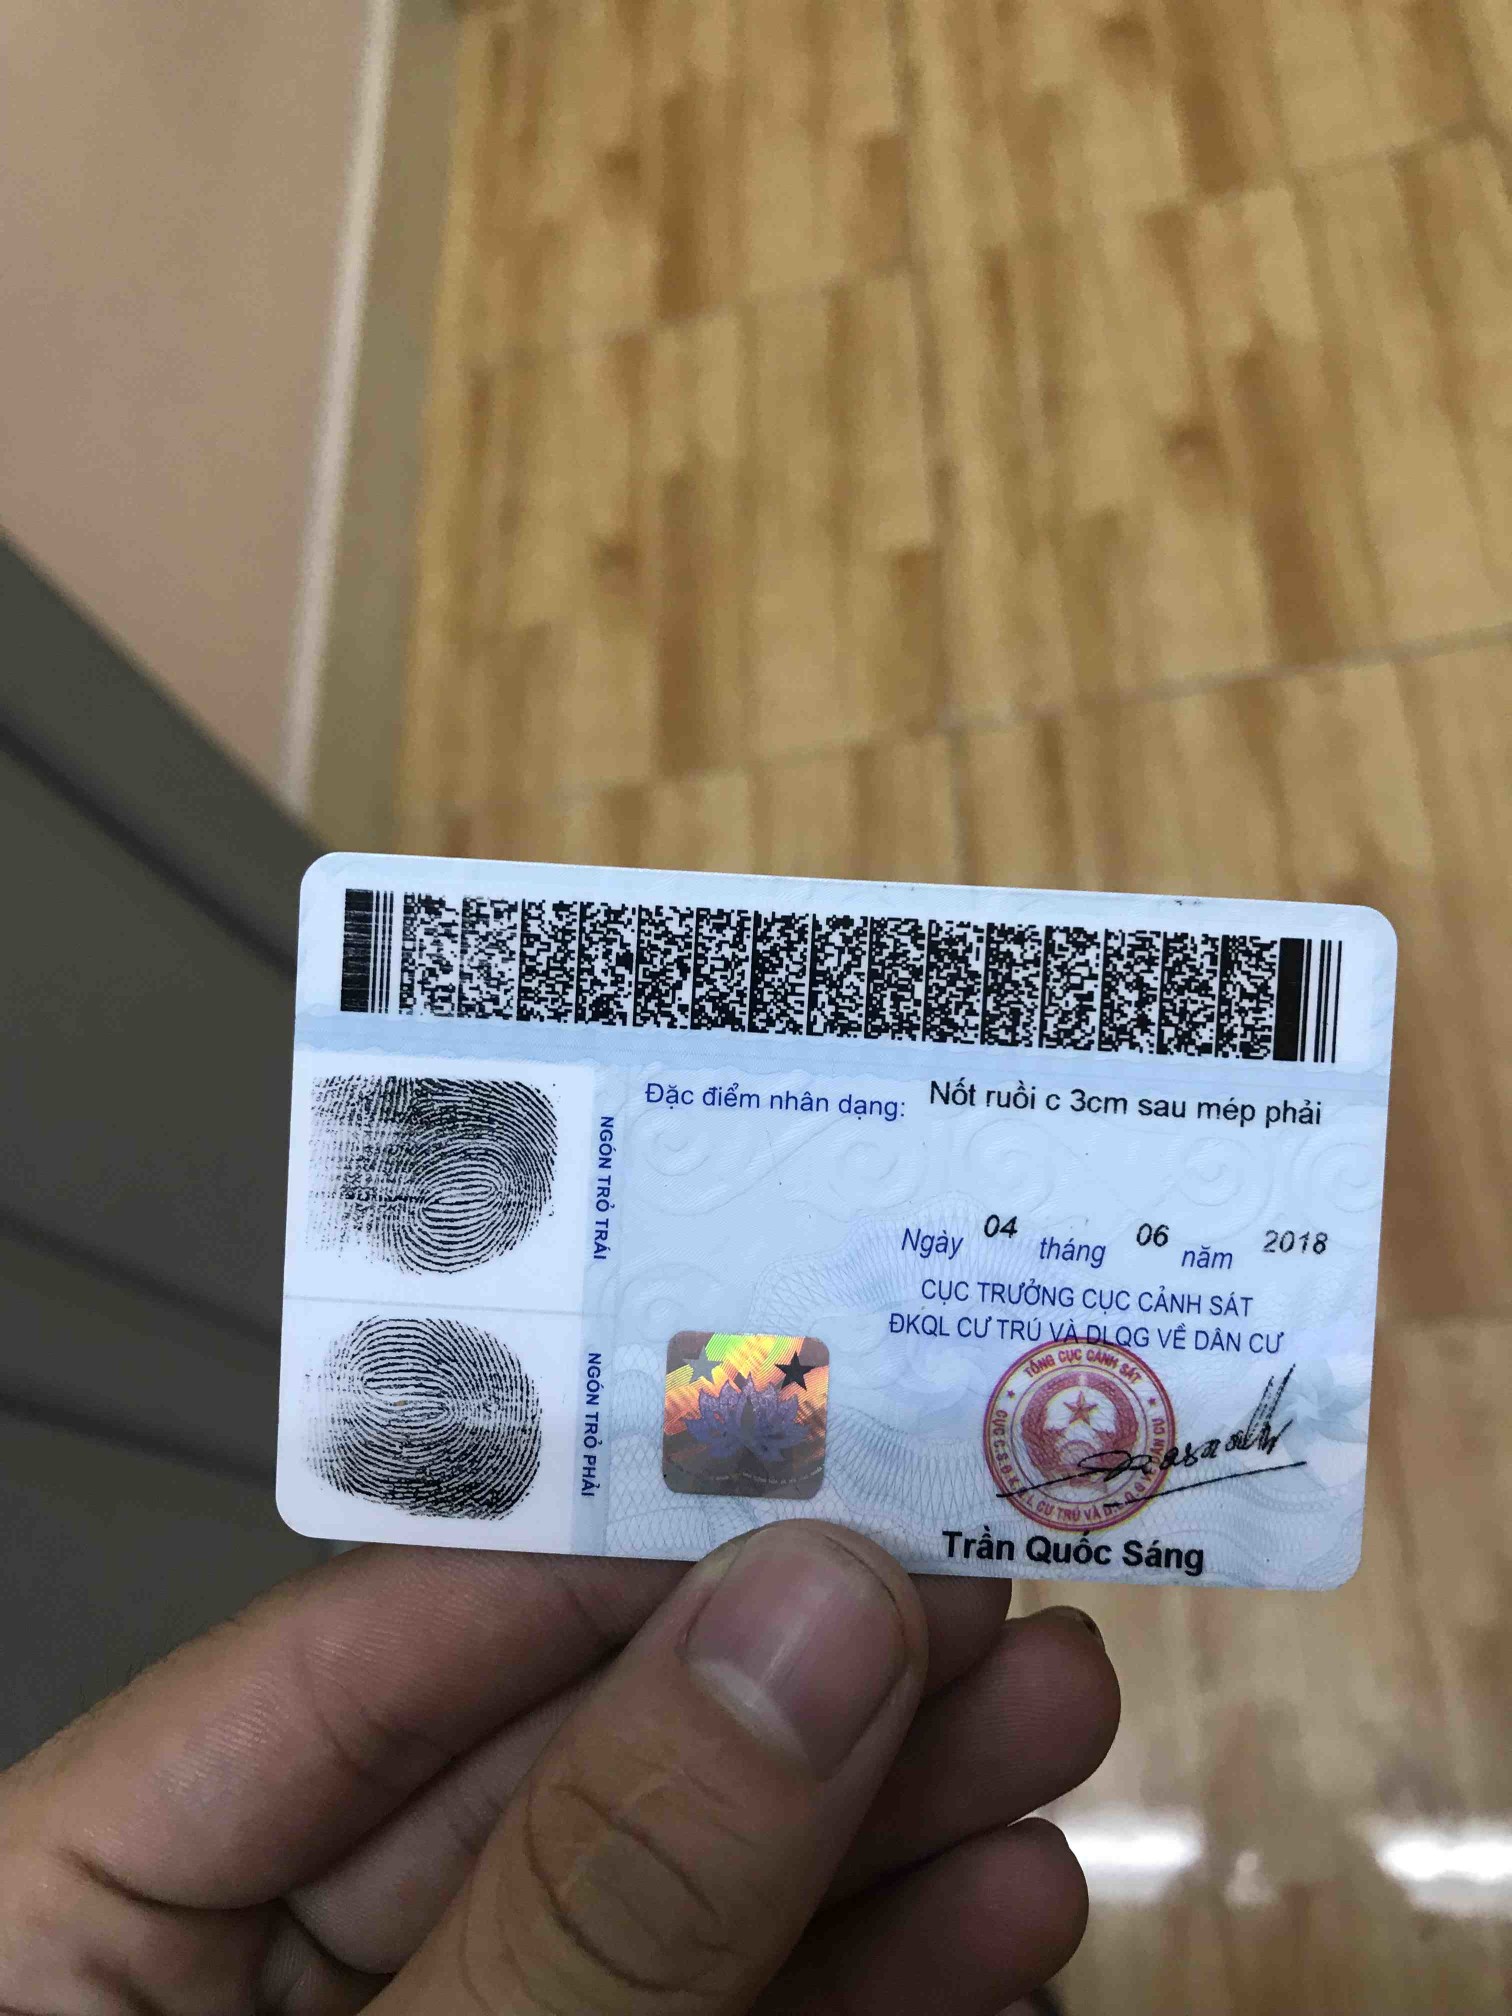 Đặc điểm nhân dạng: Nốt ruồi c 3cm sau mép phải
NGÓN TRỎ TRÁI
Ngày 04 tháng 06 năm 2018
CỤC TRƯỞNG CỤC CẢNH SÁT
ĐKQL CƯ TRÚ VÀ DLQG VỀ DÂN CƯ
NGÓN TRỎ PHẢI
TỔNG CỤC CẢNH SÁT
Trần Quốc Sáng